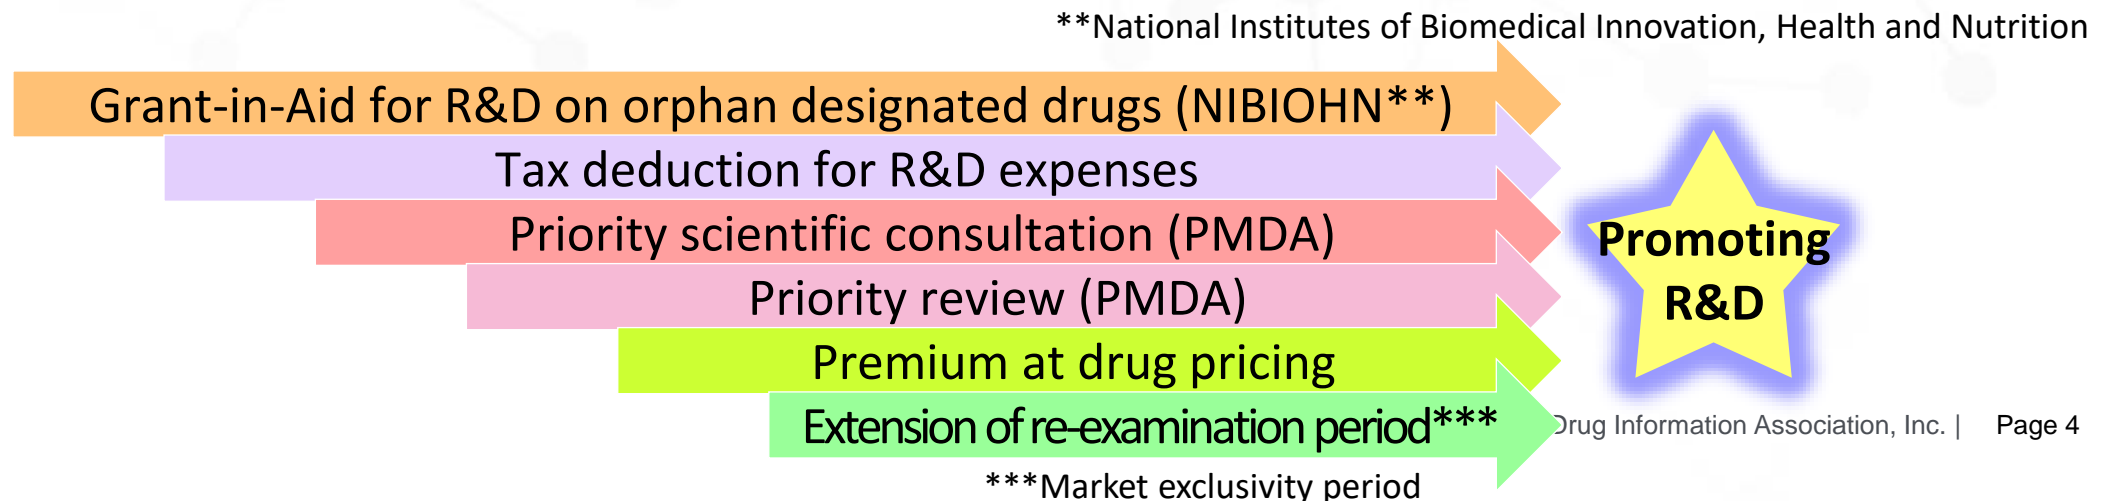 **National Institutes of Biomedical Innovation, Health and Nutrition
Grant-in-Aid for R&D on orphan designated drugs (NIBIOHN**)
Tax deduction for R&D expenses
Priority scientific consultation (PMDA)
Priority review (PMDA)
Premium at drug pricing
Extension of re-examination period***
***Market exclusivity period
Promoting
R&D
Drug Information Association, Inc. | Page 4